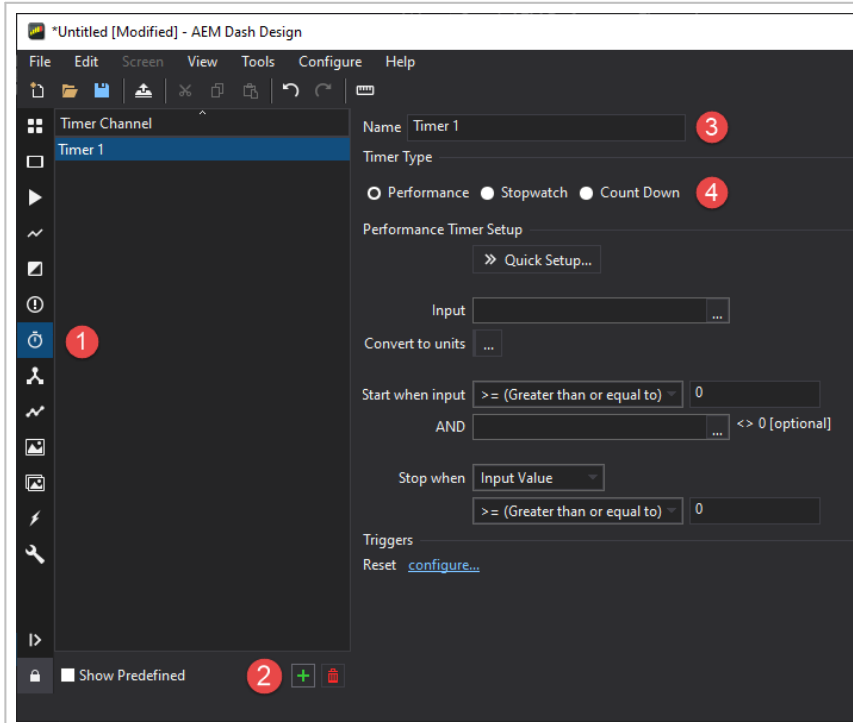 *Untitled [Modified] - AEM Dash Design
File Edit Screen View Tools Configure Help
Timer Channel
Timer 1
1
Show Predefined
2
Name Timer 1
3
Timer Type
Performance Stopwatch Count Down
4
Performance Timer Setup
» Quick Setup...
Input ...
Convert to units ...
Start when input >= (Greater than or equal to) 0
AND ... <> 0 [optional]
Stop when Input Value
>= (Greater than or equal to) 0
Triggers
Reset configure...